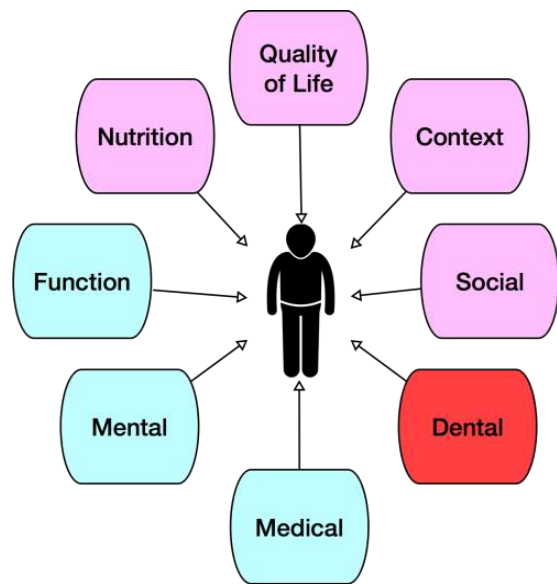 Quality
of Life
Nutrition
Context
Function
Social
Mental
Dental
Medical